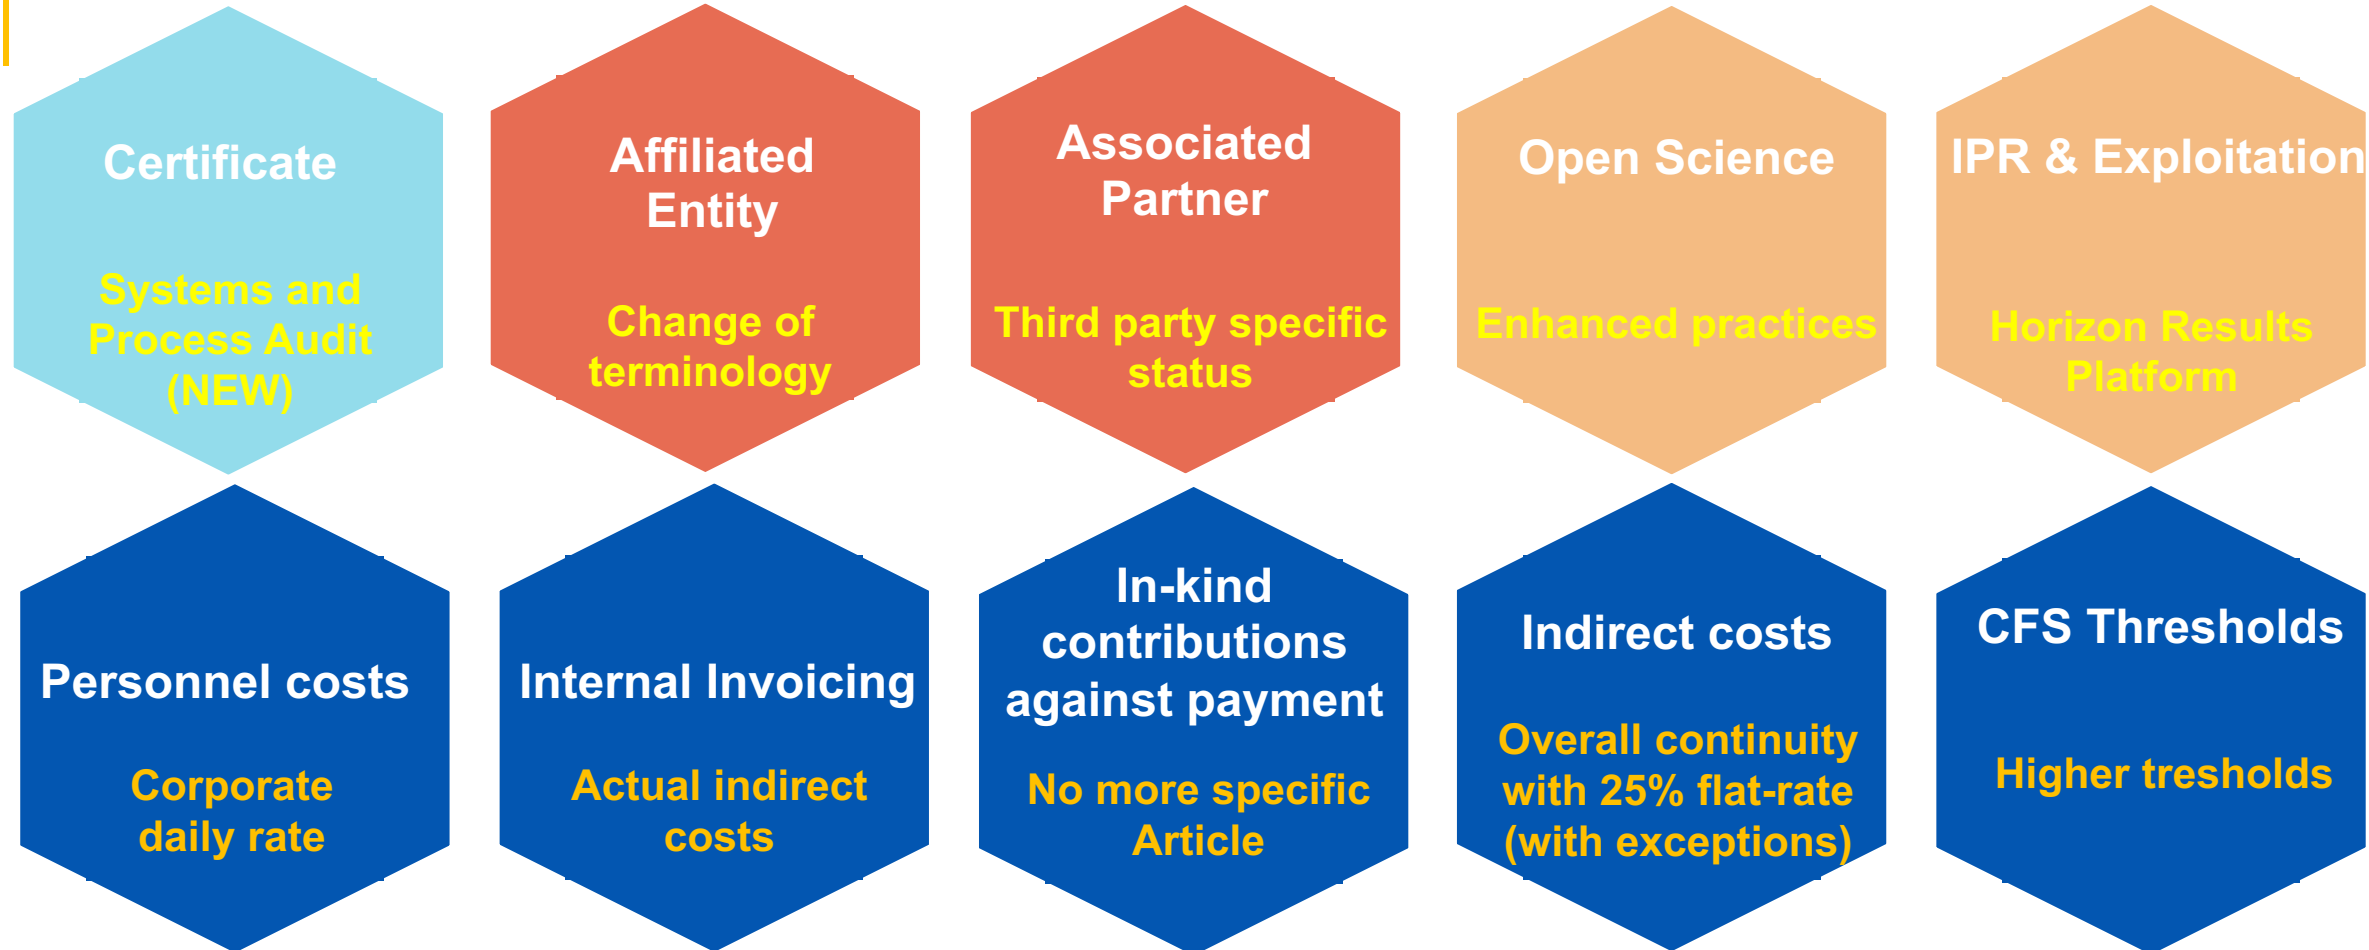 Certificate
Systems and
Process Audit
(NEW)
Affiliated
Entity
Change of
terminology
Associated
Partner
Third party specific
status
Open Science
Enhanced practices
IPR & Exploitation
Horizon Results
Platform
Personnel costs
Corporate
daily rate
Internal Invoicing
Actual indirect
costs
In-kind
contributions
against payment
No more specific
Article
Indirect costs
Overall continuity
with 25% flat-rate
(with exceptions)
CFS Thresholds
Higher tresholds